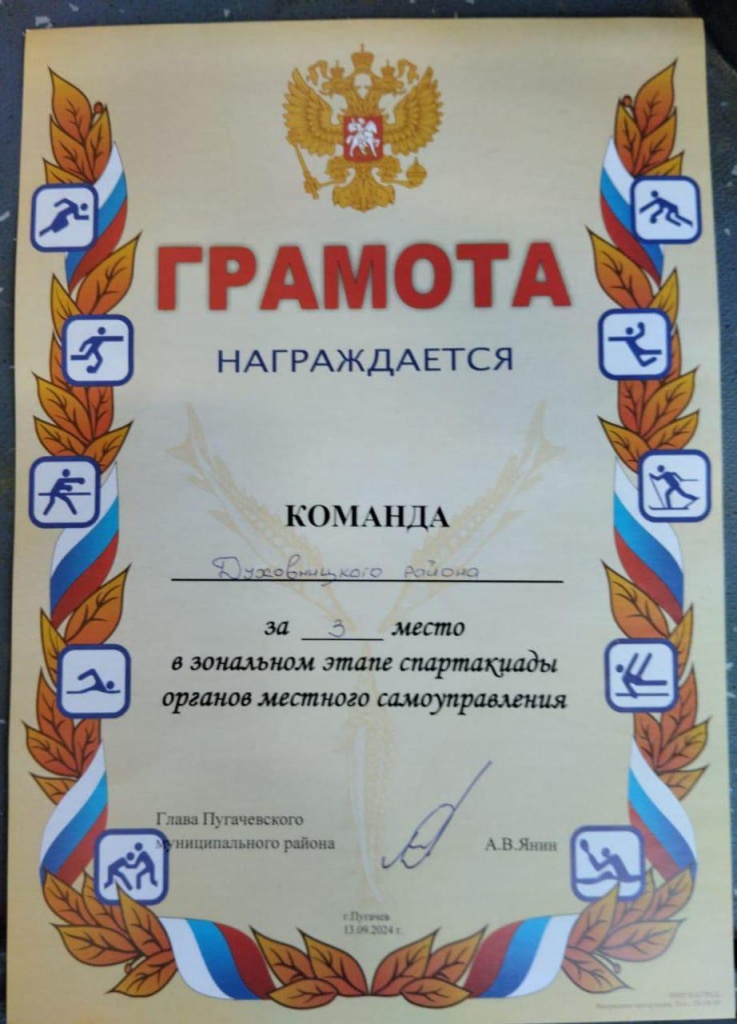 ГРАМОТА
НАГРАЖДАЕТСЯ
КОМАНДА
Духовницкого района
за 3 место
в зональном этапе спартакиады
органов местного самоуправления
Глава Пугачевского
муниципального района А.В.Янин
г.Пугачев
13.09.2024 г.